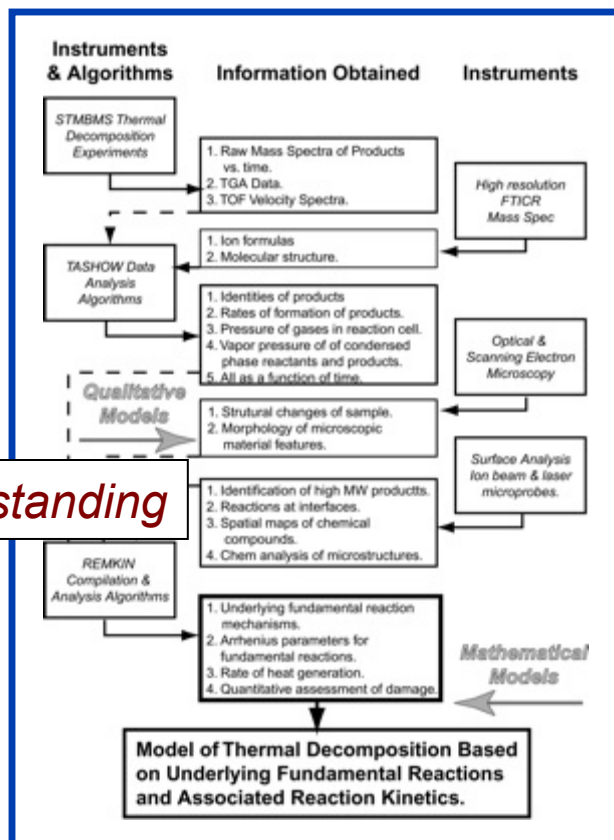 Instruments
& Algorithms
Information Obtained
Instruments
STMBMS Thermal
Decomposition
Experiments
1. Raw Mass Spectra of Products
vs. time.
2. TGA Data.
3. TOF Velocity Spectra.
High resolution
FTICR
Mass Spec
1. Ion formulas
2. Molecular structure.
TASHOW Data
Analysis
Algorithms
1. Identities of products
2. Rates of formation of products.
3. Pressure of gases in reaction cell.
4. Vapor pressure of of condensed
phase reactants and products.
5. All as a function of time.
Optical &
Scanning Electron
Microscopy
Qualitative
Models
1. Strutural changes of sample.
2. Morphology of microscopic
material features.
Surface Analysis
Ion beam & laser
microprobes.
standing
1. Identification of high MW productts.
2. Reactions at interfaces.
3. Spatial maps of chemical
compounds.
4. Chem analysis of microstructures.
REMKIN
Compilation &
Analysis Algorithms
1. Underlying fundamental reaction
mechanisms.
2. Arrhenius parameters for
fundamental reactions.
3. Rate of heat generation.
4. Quantitative assessment of damage.
Mathematical
Models
Model of Thermal Decomposition Based
on Underlying Fundamental Reactions
and Associated Reaction Kinetics.